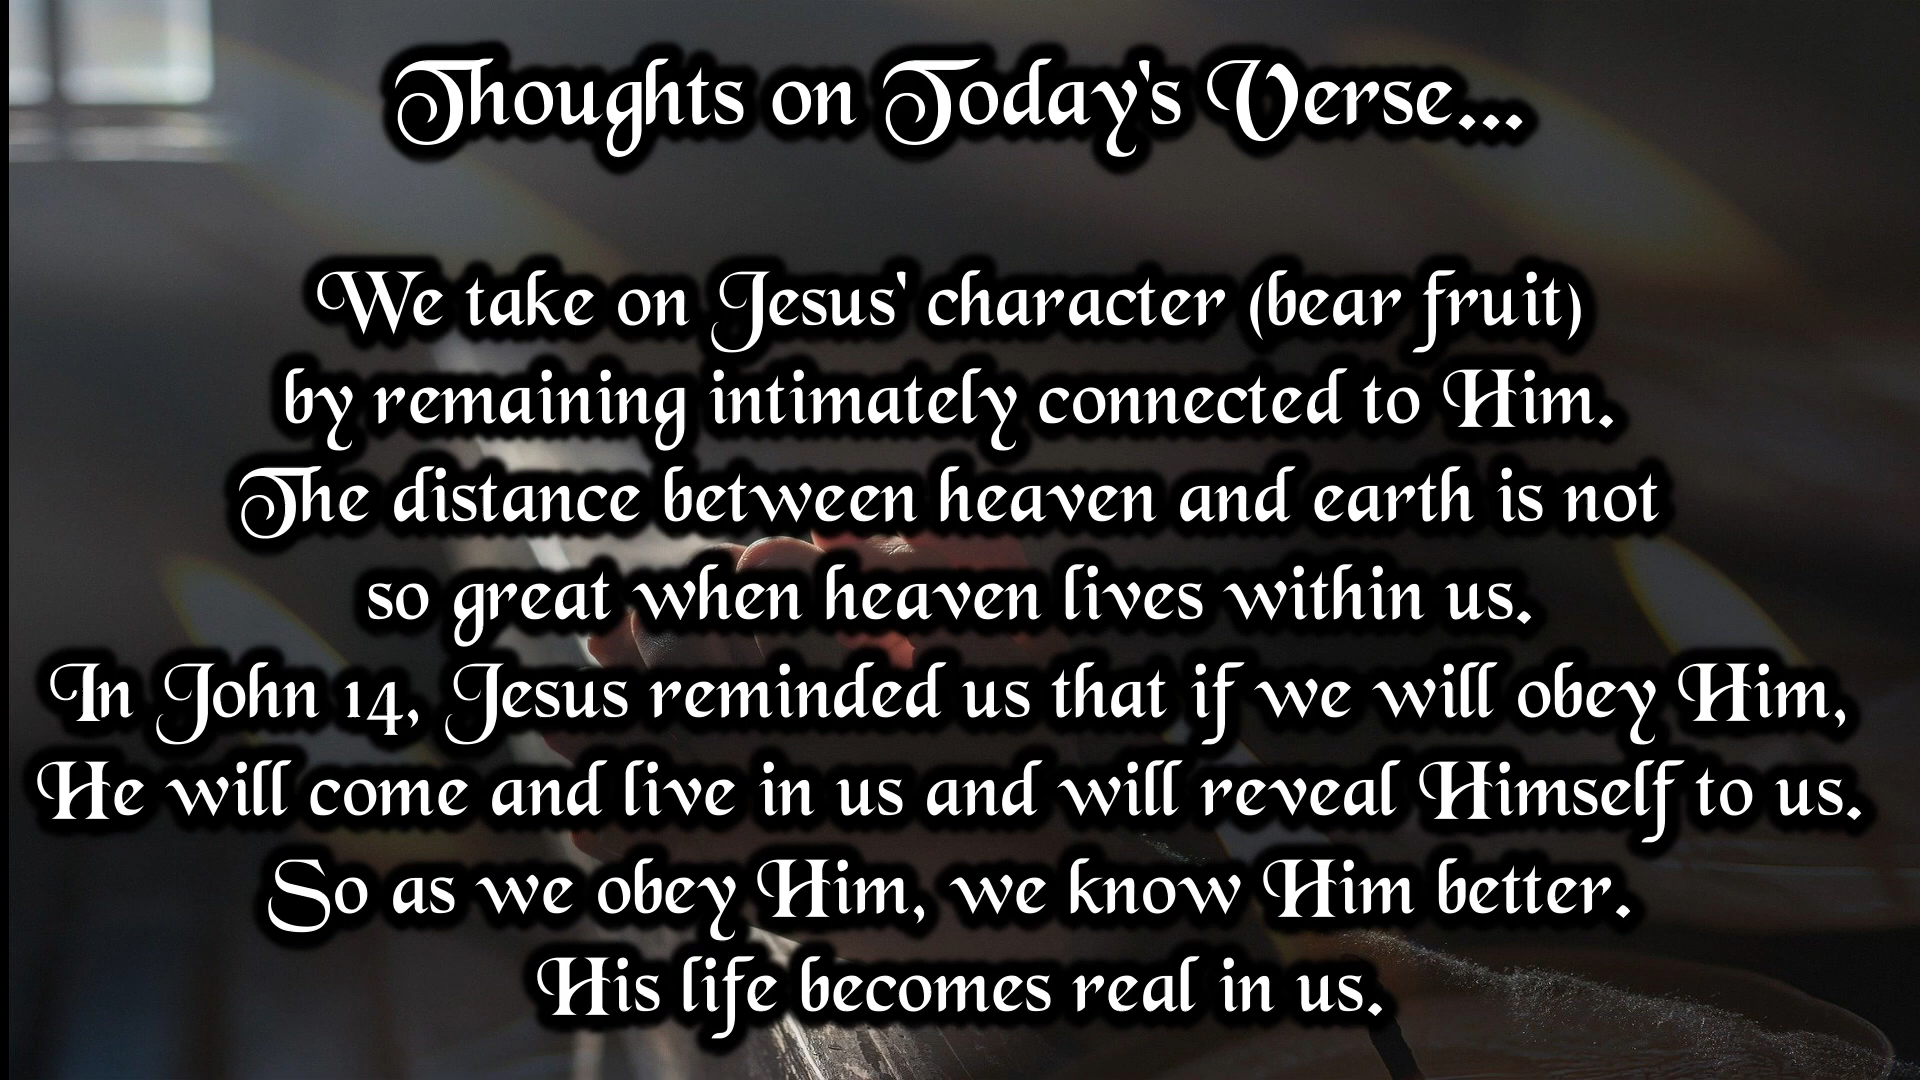 Thoughts on Today's Verse...
We take on Jesus' character (bear fruit)
by remaining intimately connected to Him.
The distance between heaven and earth is not
so great when heaven lives within us.
In John 14, Jesus reminded us that if we will obey Him,
He will come and live in us and will reveal Himself to us.
So as we obey Him, we know Him better.
His life becomes real in us.